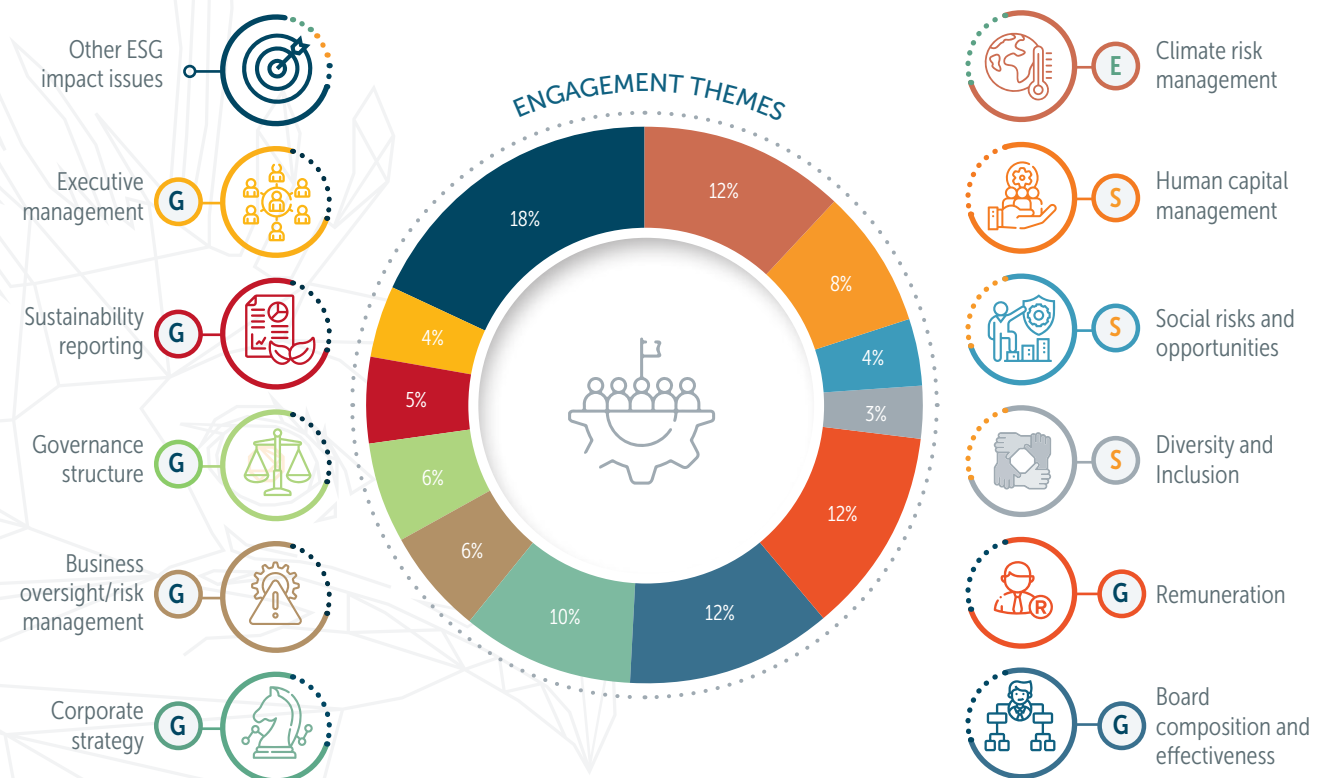 ENGAGEMENT THEMES
Other ESG
impact issues
Executive
management
G
Sustainability
reporting
G
Governance
structure
G
Business
oversight/risk
management
G
Corporate
strategy
G
18%
12%
8%
4%
4%
3%
5%
12%
6%
6%
10%
12%
E
Climate risk
management
S
Human capital
management
S
Social risks and
opportunities
S
Diversity and
Inclusion
R
G
Remuneration
G
Board
composition and
effectiveness